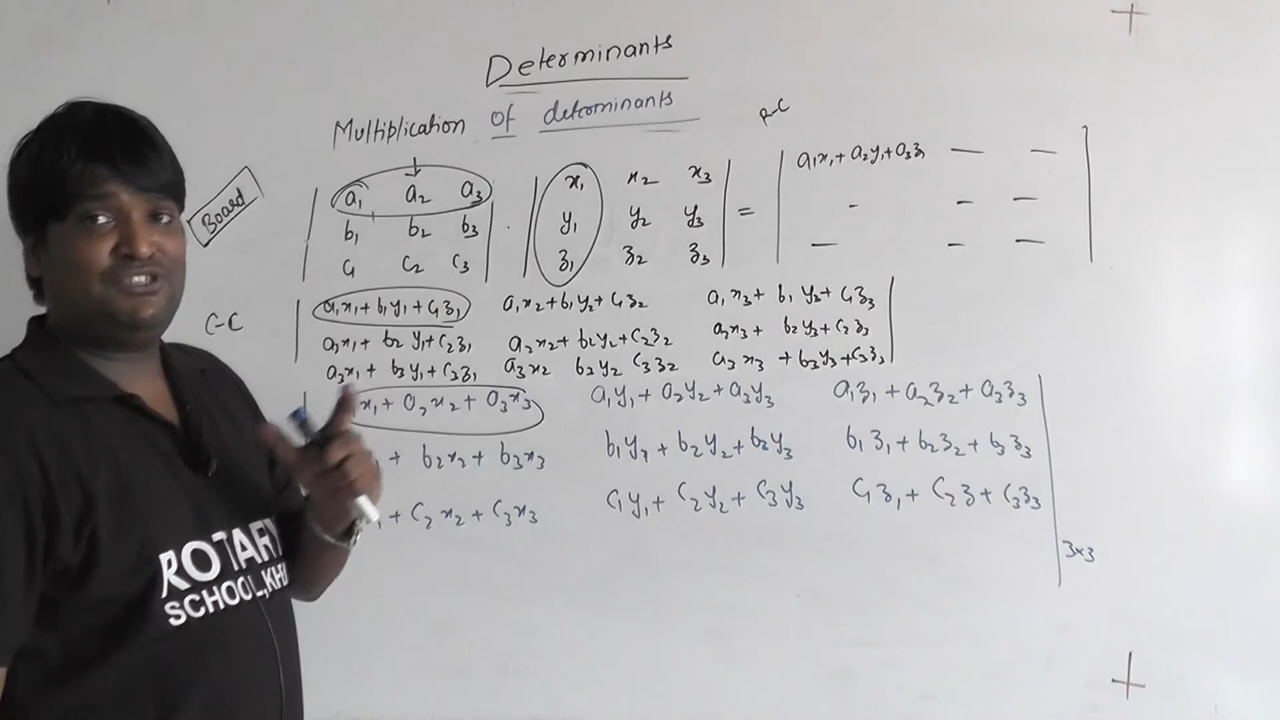 Determinants
Multiplication of determinants
R-C
Board
| a₁ a₂ a₃ | . | x₁ x₂ x₃ | = | a₁x₁+a₂y₁+a₃z₁ — — |
| b₁ b₂ b₃ | | y₁ y₂ y₃ | | - - — |
| c₁ c₂ c₃ | | z₁ z₂ z₃ | | — - — |
C-C
| a₁x₁+b₁y₁+c₁z₁ a₁x₂+b₁y₂+c₁z₂ a₁x₃+b₁y₃+c₁z₃ |
a₂x₁+b₂y₁+c₂z₁ a₂x₂+b₂y₂+c₂z₂ a₂x₃+b₂y₃+c₂z₃
a₃x₁+b₃y₁+c₃z₁ a₃x₂ b₃y₂ c₃z₂ a₃x₃+b₃y₃+c₃z₃
x₁+a₂x₂+a₃x₃ a₁y₁+a₂y₂+a₃y₃ a₁z₁+a₂z₂+a₃z₃
+ b₂x₂+b₃x₃ b₁y₁+b₂y₂+b₃y₃ b₁z₁+b₂z₂+b₃z₃
+ c₂x₂+c₃x₃ c₁y₁+c₂y₂+c₃y₃ c₁z₁+c₂z+c₃z₃
3×3
ROTARY
SCHOOL,